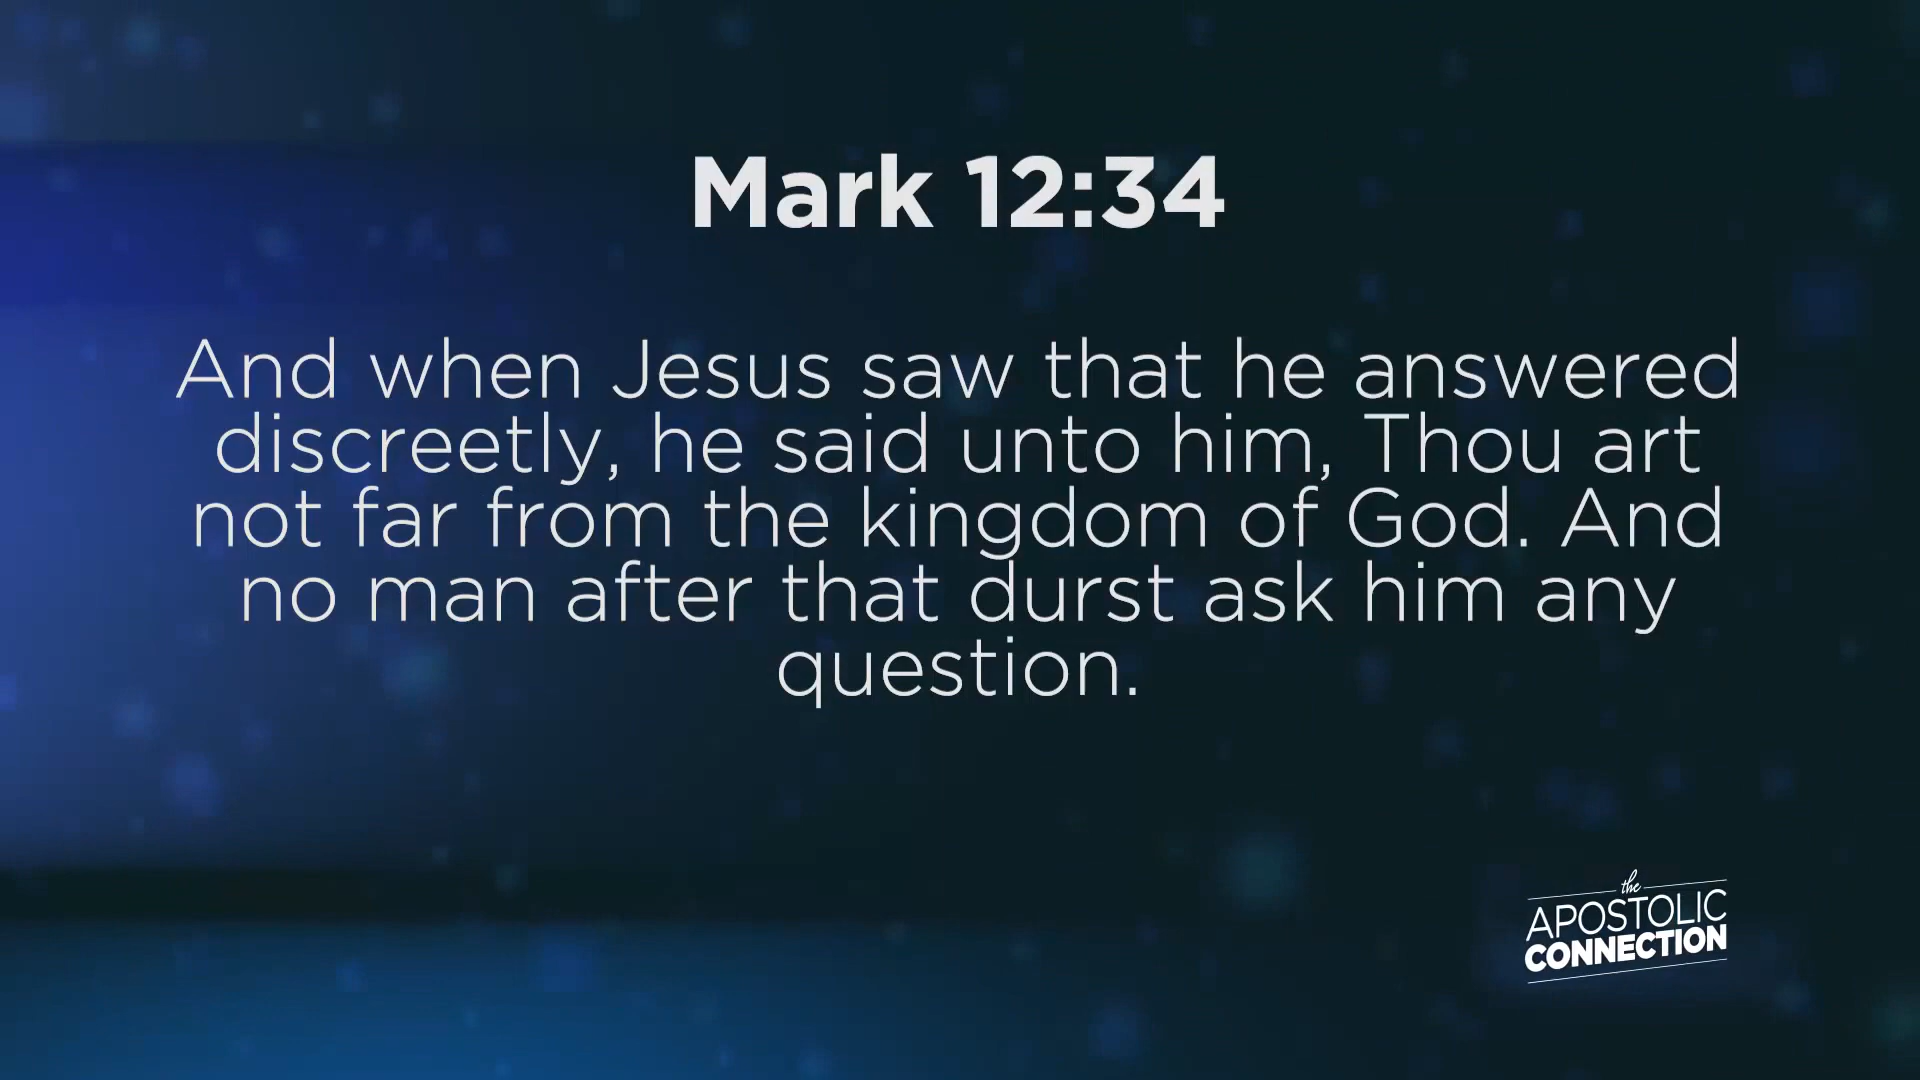 Mark 12:34
And when Jesus saw that he answered
discreetly, he said unto him, Thou art
not far from the kingdom of God. And
no man after that durst ask him any
question.
the
APOSTOLIC
CONNECTION